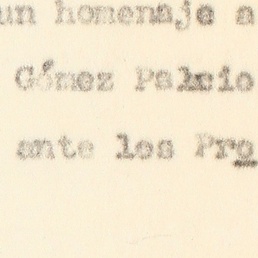 un homenaje a
Gómez Palacio
ante los Pro